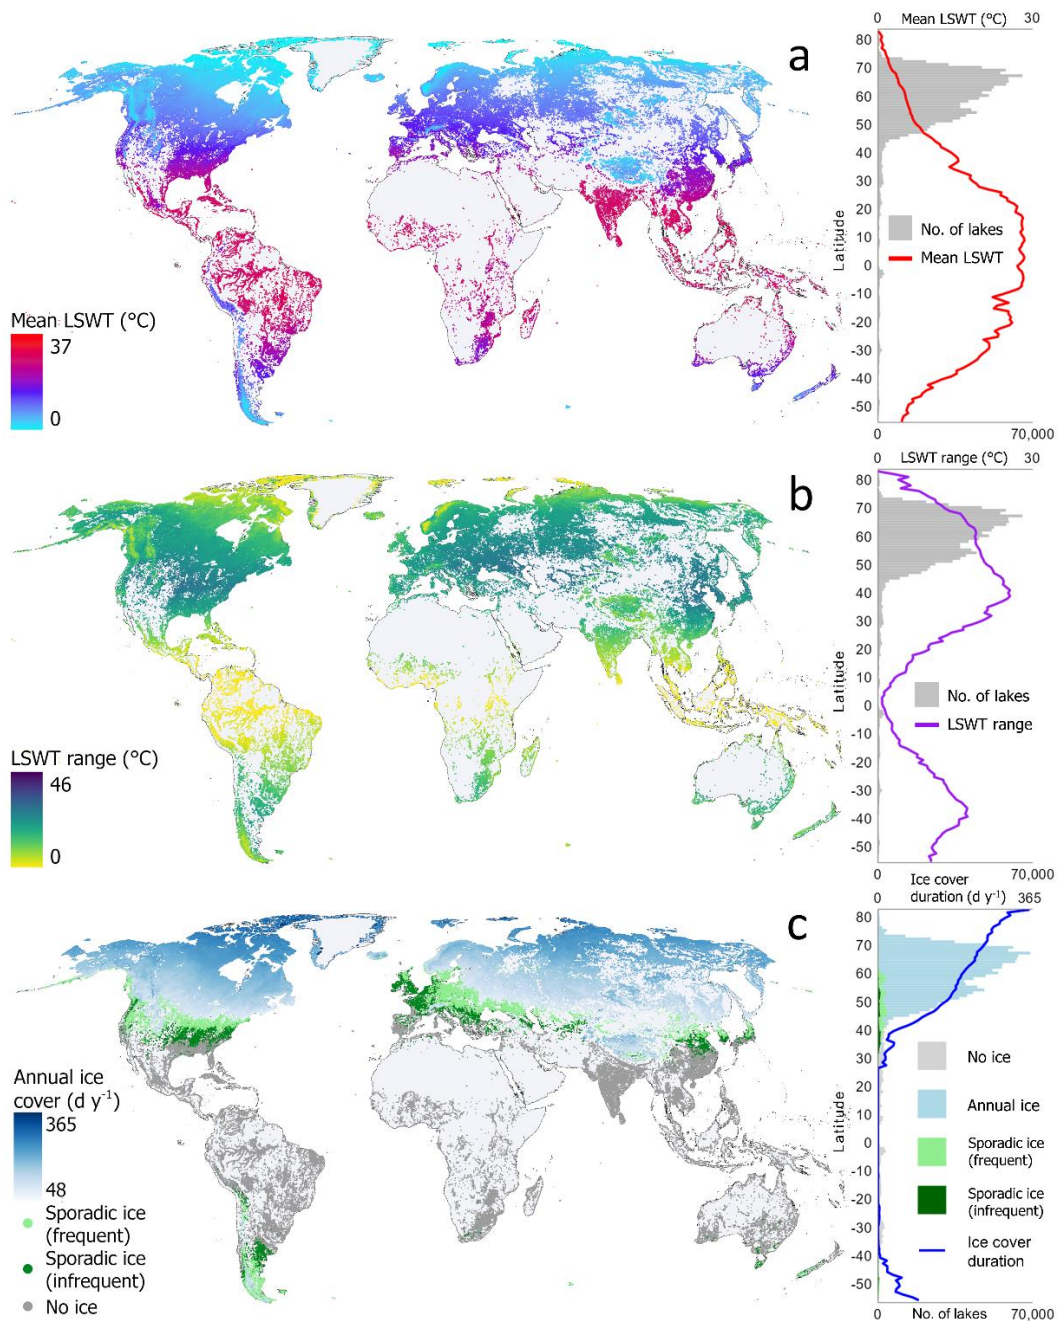 0 Mean LSWT (°C) 30
a
80
70
60
50
40
30
20
10
0
-10
-20
-30
-40
-50
Latitude
No. of lakes
Mean LSWT
Mean LSWT (°C)
37
0
0 70,000
0 LSWT range (°C) 30
b
80
70
60
50
40
30
20
10
0
-10
-20
-30
-40
-50
Latitude
No. of lakes
LSWT range
LSWT range (°C)
46
0
0 70,000
Ice cover
0 duration (d y⁻¹) 365
c
80
70
60
50
40
30
20
10
0
-10
-20
-30
-40
-50
Latitude
No ice
Annual ice
Sporadic ice
(frequent)
Sporadic ice
(infrequent)
Ice cover
duration
Annual ice
cover (d y⁻¹)
365
48
Sporadic ice
(frequent)
Sporadic ice
(infrequent)
No ice
0 No. of lakes 70,000